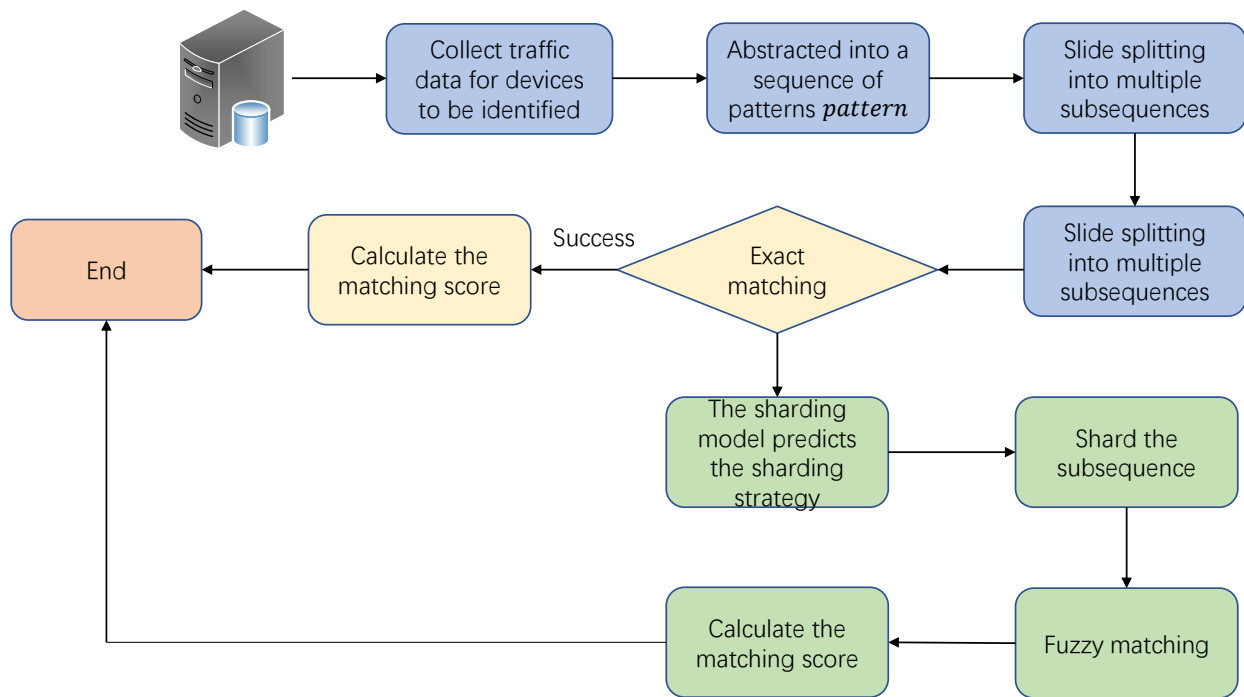 Collect traffic
data for devices
to be identified
Abstracted into a
sequence of
patterns pattern
Slide splitting
into multiple
subsequences
Slide splitting
into multiple
subsequences
Exact
matching
Success
Calculate the
matching score
End
The sharding
model predicts
the sharding
strategy
Shard the
subsequence
Fuzzy matching
Calculate the
matching score